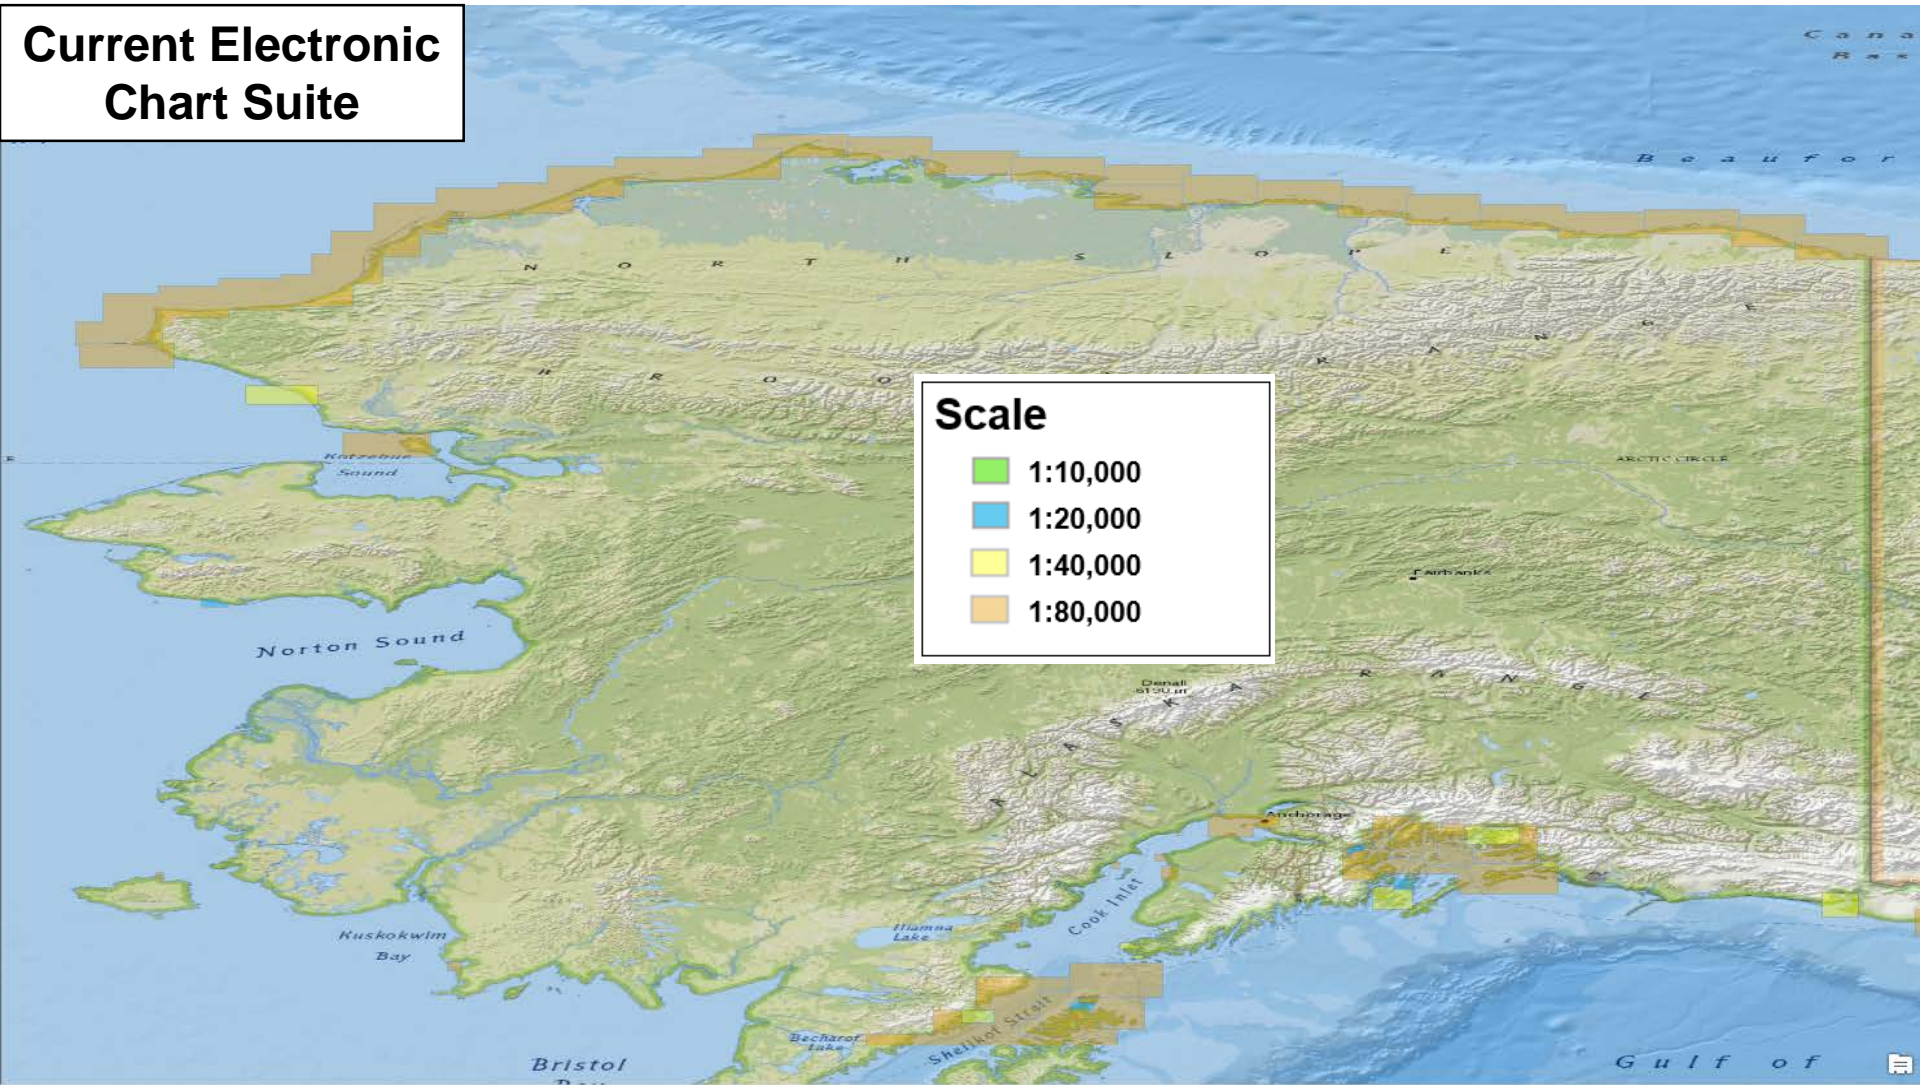 Current Electronic
Chart Suite
C a n a
B a s
B e a u f o r
N O R T H S L O P E
R A N G E
R O O
Scale
1:10,000
1:20,000
1:40,000
1:80,000
Kotzebue
Sound
ARCTIC CIRCLE
Fairbanks
Norton Sound
Denali
A L A S K A R A N G E
Anchorage
Cook Inlet
Iliamna
Lake
Kuskokwim
Bay
Shelikof Strait
Becharof
Lake
Bristol
G u l f o f